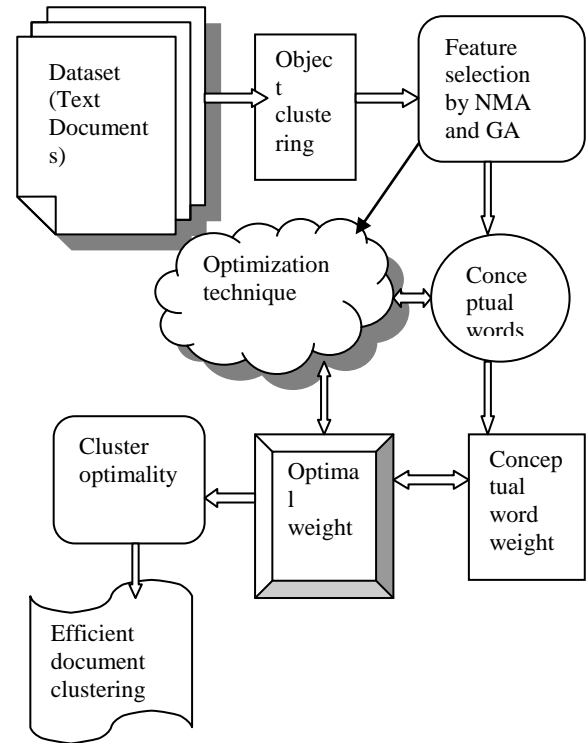 Dataset
(Text
Document
s)
Objec
t
cluste
ring
Feature
selection
by NMA
and GA
Optimization
technique
Conce
ptual
words
Cluster
optimality
Optima
l
weight
Concep
tual
word
weight
Efficient
document
clustering